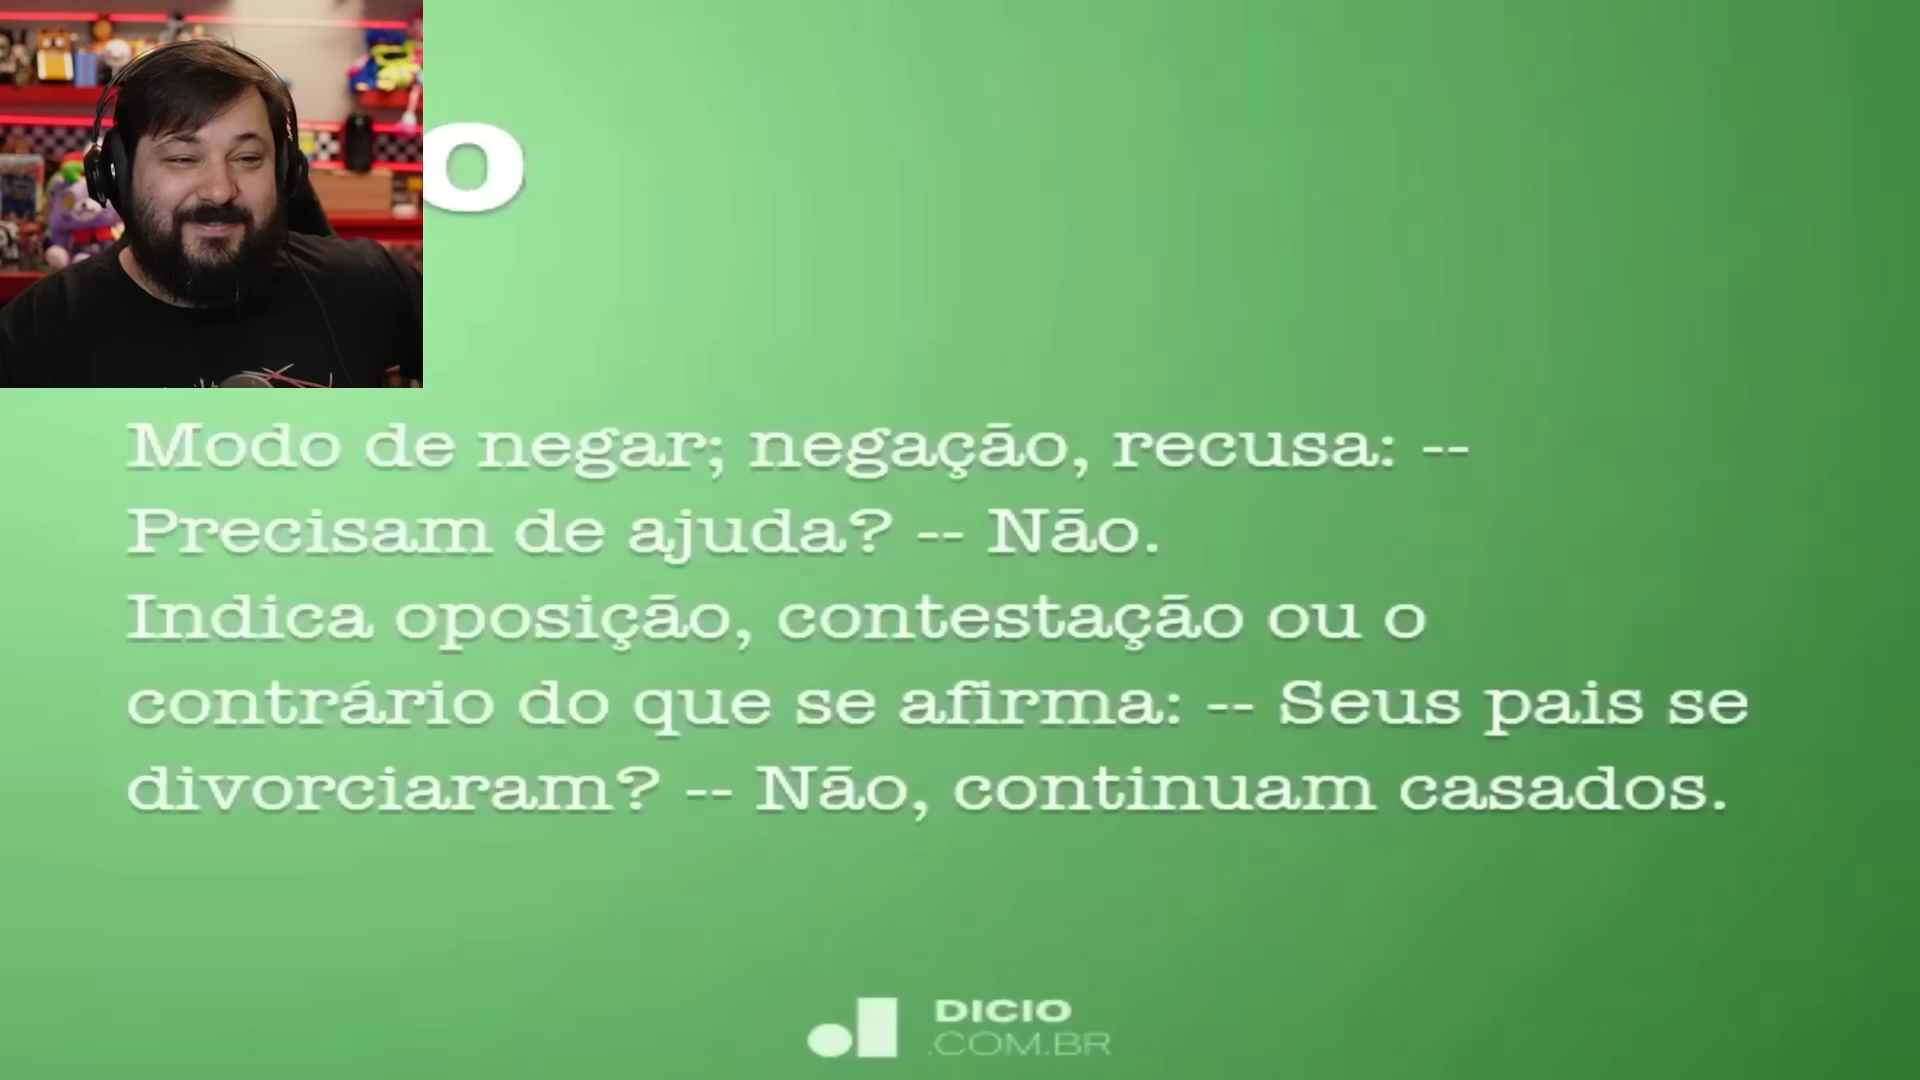 o
Modo de negar; negação, recusa: --
Precisam de ajuda? -- Não.
Indica oposição, contestação ou o
contrário do que se afirma: -- Seus pais se
divorciaram? -- Não, continuam casados.
DICIO
.COM.BR